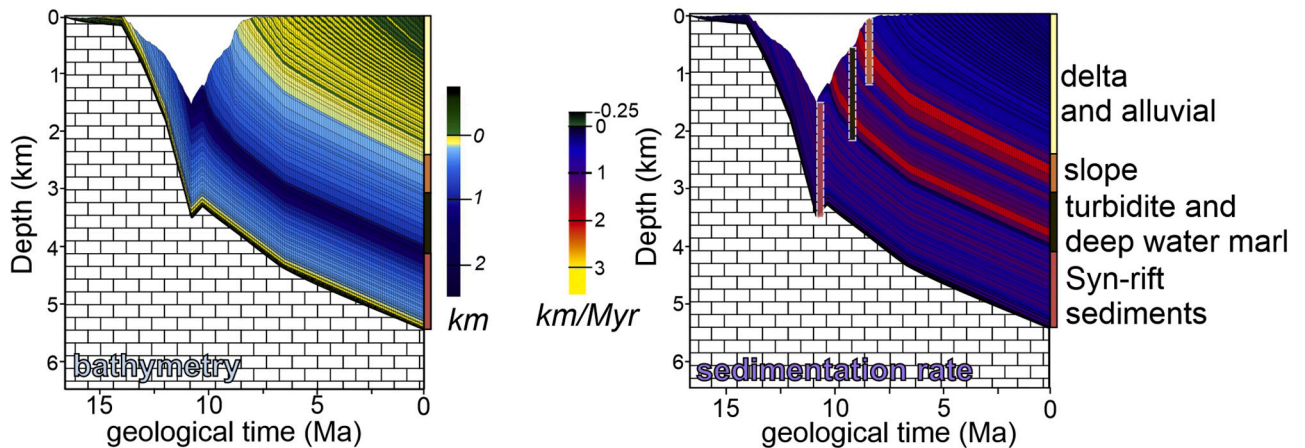 0
1
2
3
4
5
6
Depth (km)
15
10
5
0
geological time (Ma)
bathymetry
0
1
2
km
-0.25
0
1
2
3
km/Myr
0
1
2
3
4
5
6
Depth (km)
15
10
5
0
geological time (Ma)
sedimentation rate
delta
and alluvial
slope
turbidite and
deep water marl
Syn-rift
sediments